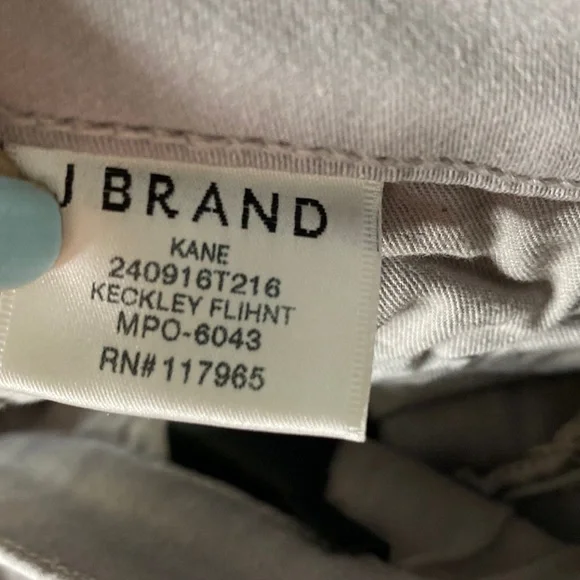 J BRAND
KANE
240916T216
KECKLEY FLIHNT
MPO-6043
RN# 117965